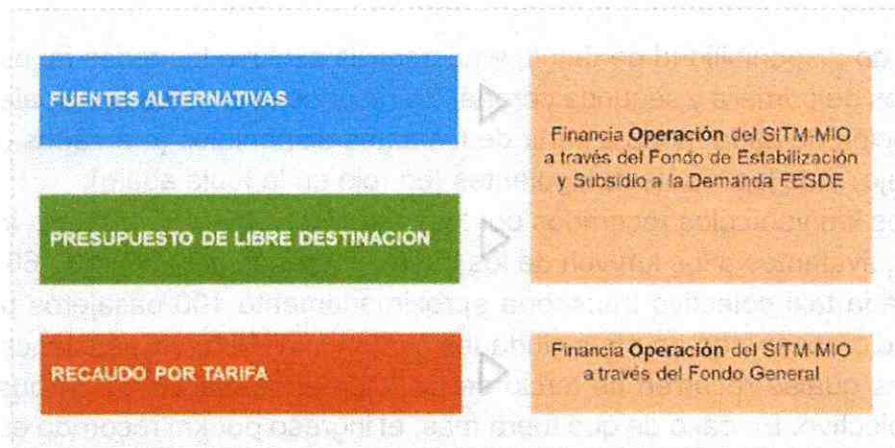 FUENTES ALTERNATIVAS
Financia Operación del SITM-MIO
a través del Fondo de Estabilización
y Subsidio a la Demanda FESDE
PRESUPUESTO DE LIBRE DESTINACIÓN
RECAUDO POR TARIFA
Financia Operación del SITM-MIO
a través del Fondo General